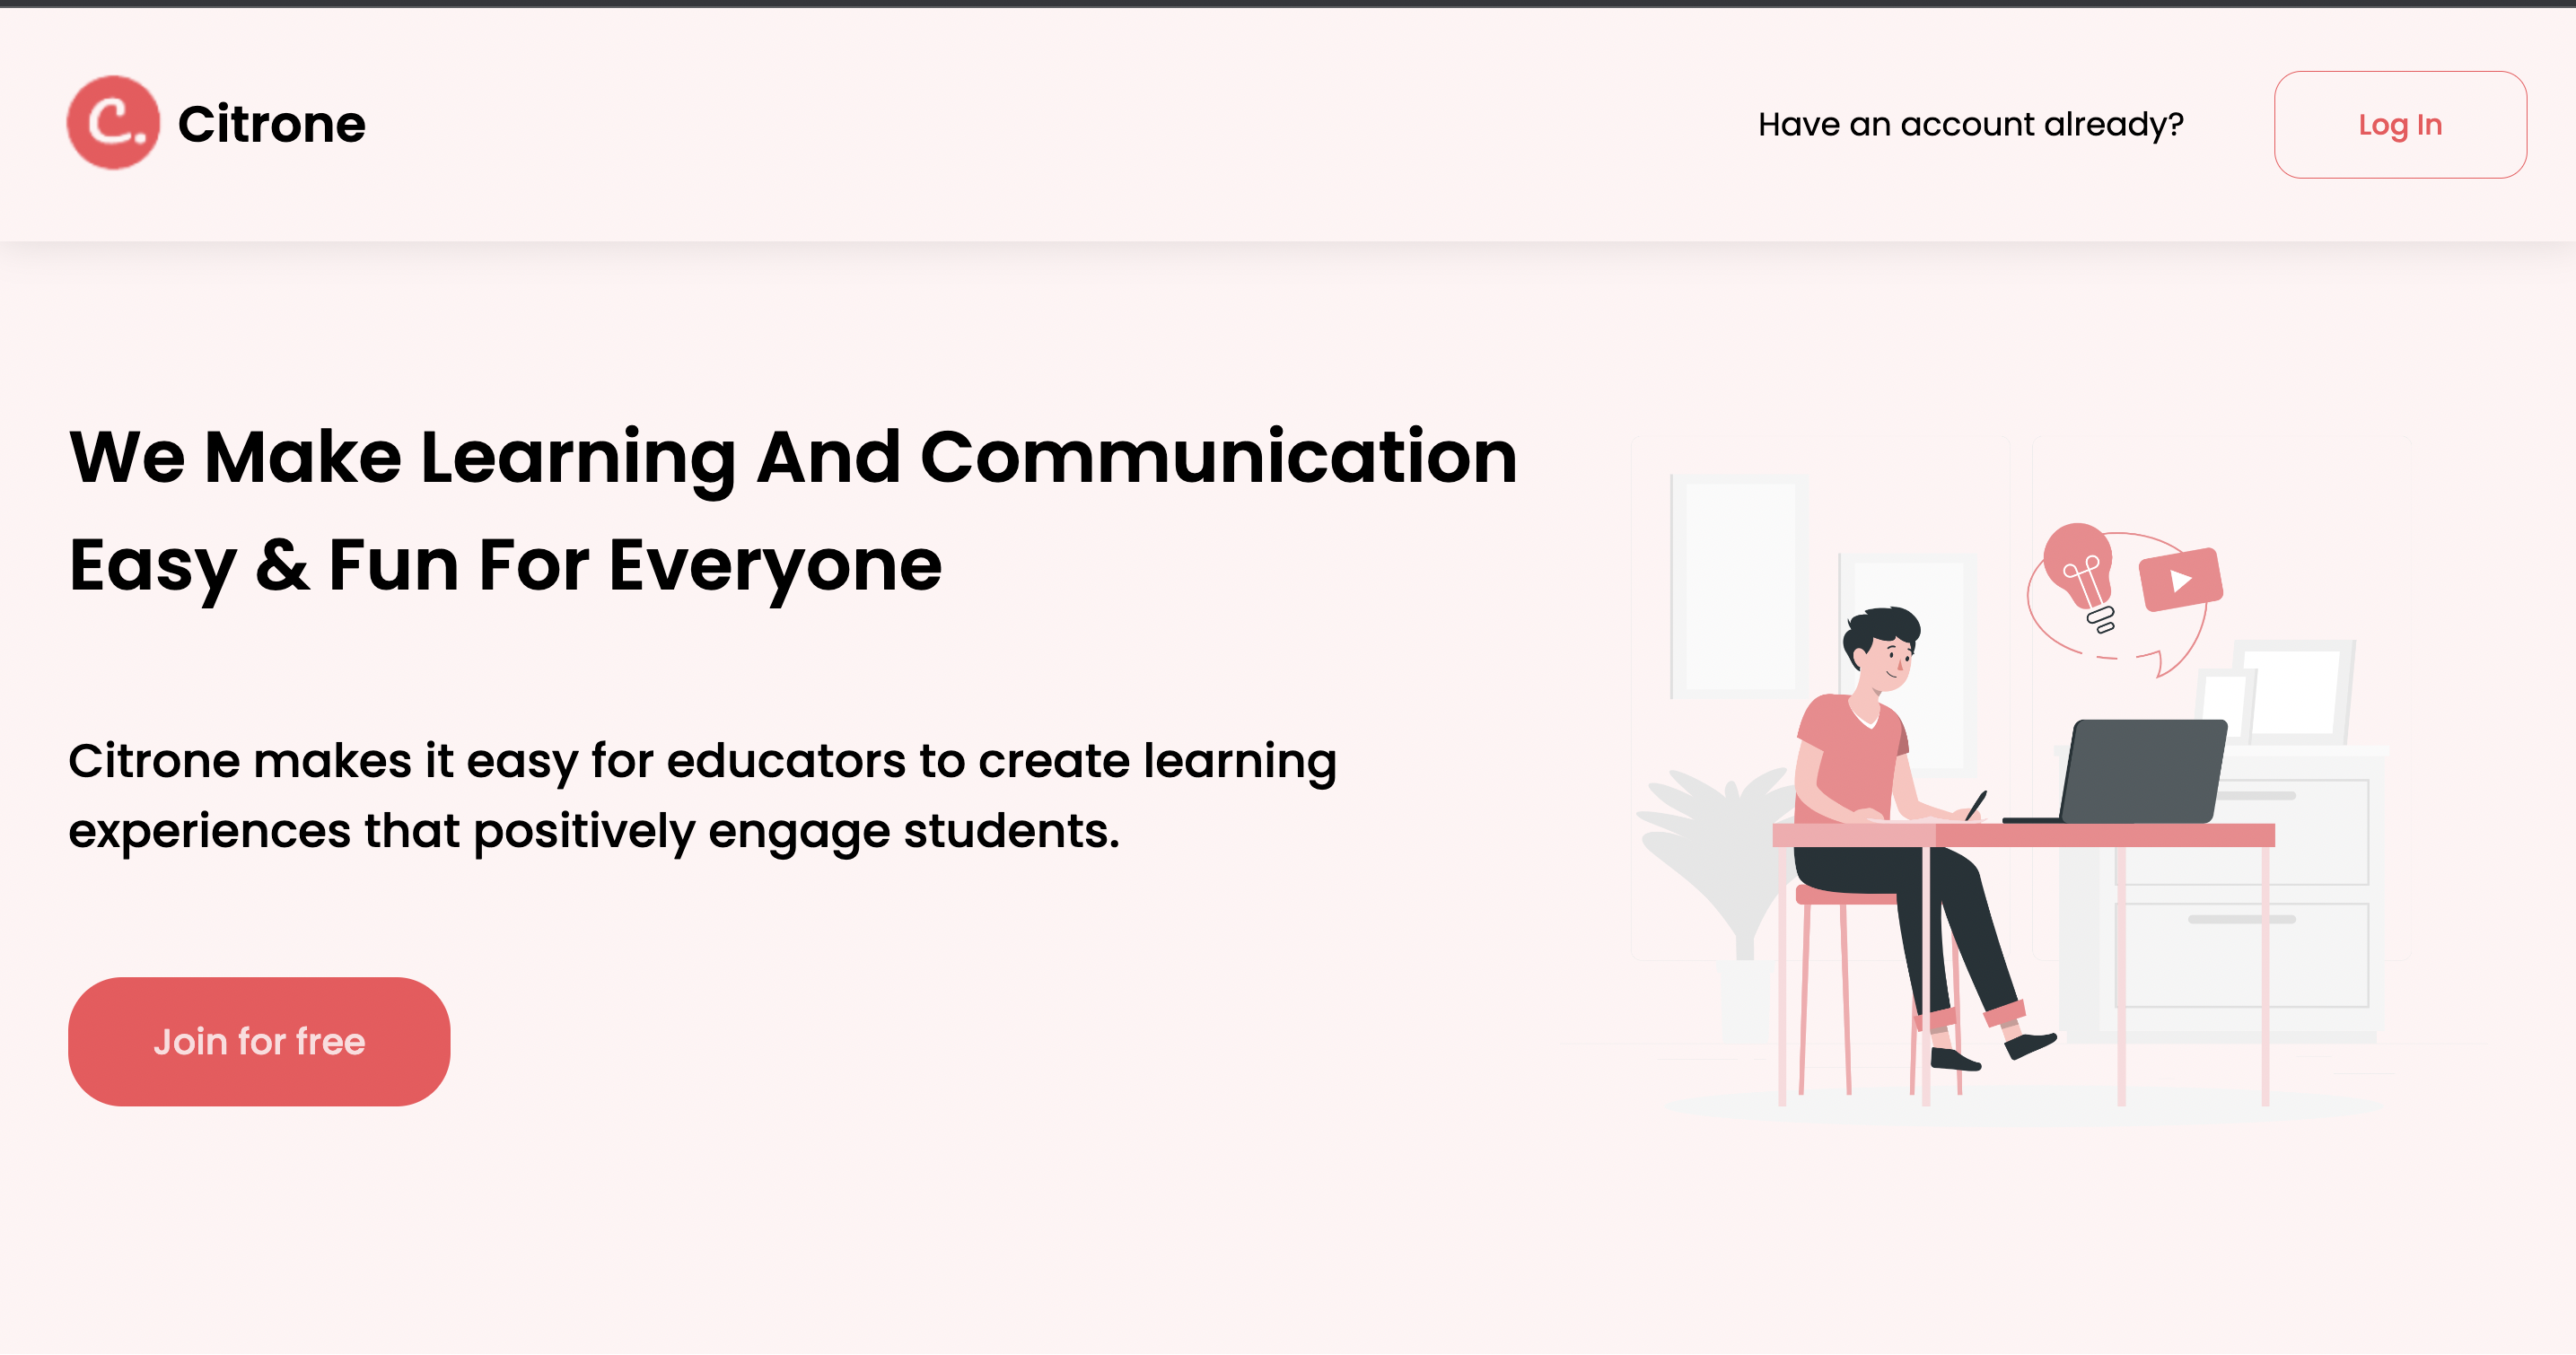 C.
Citrone
Have an account already?
Log In
We Make Learning And Communication
Easy & Fun For Everyone
Citrone makes it easy for educators to create learning
experiences that positively engage students.
Join for free